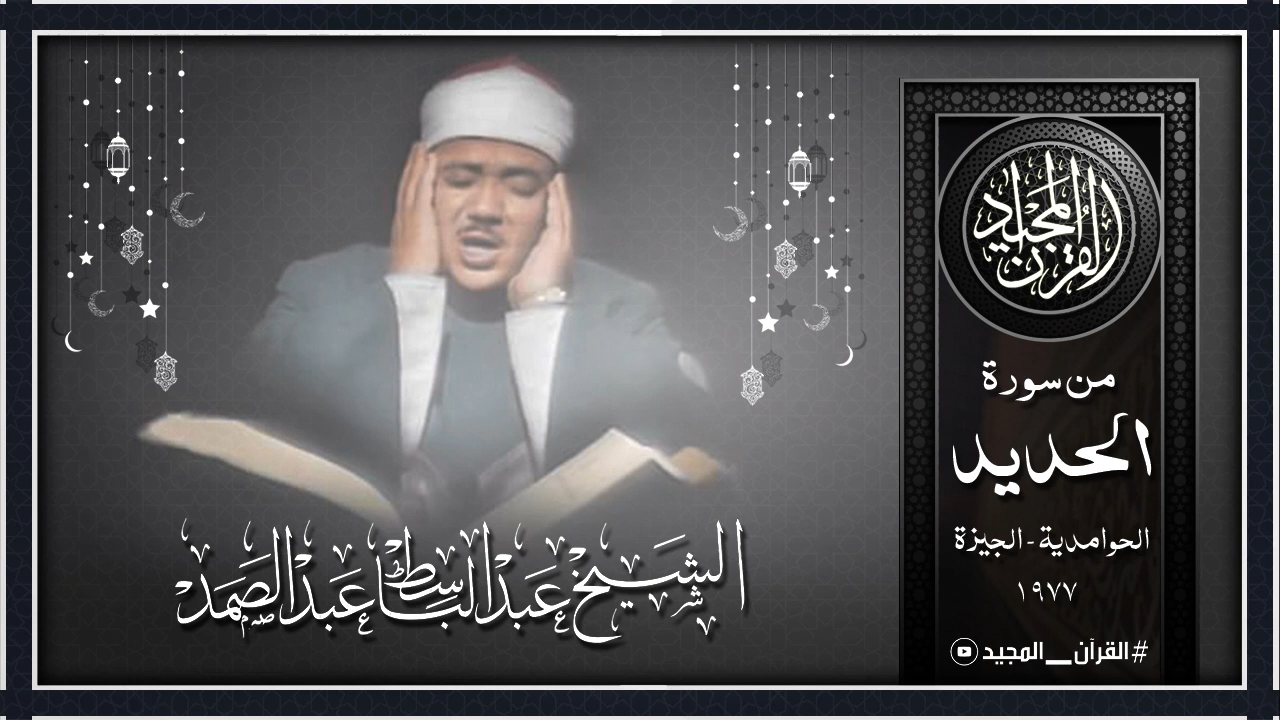 القرآن المجيد
من سورة
الحديد
الحوامدية - الجيزة
١٩٧٧
#القرآن__المجيد
الشيخ عبد الباسط عبد الصمد